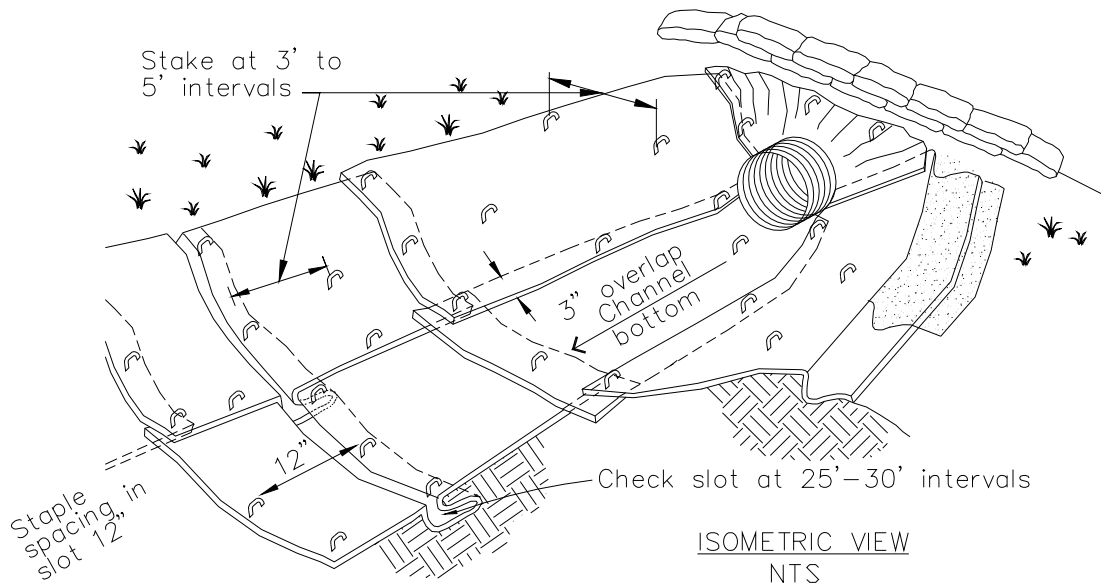 Stake at 3' to
5' intervals
3" overlap
Channel
bottom
12"
Staple
spacing in
slot 12"
Check slot at 25'-30' intervals
ISOMETRIC VIEW
NTS